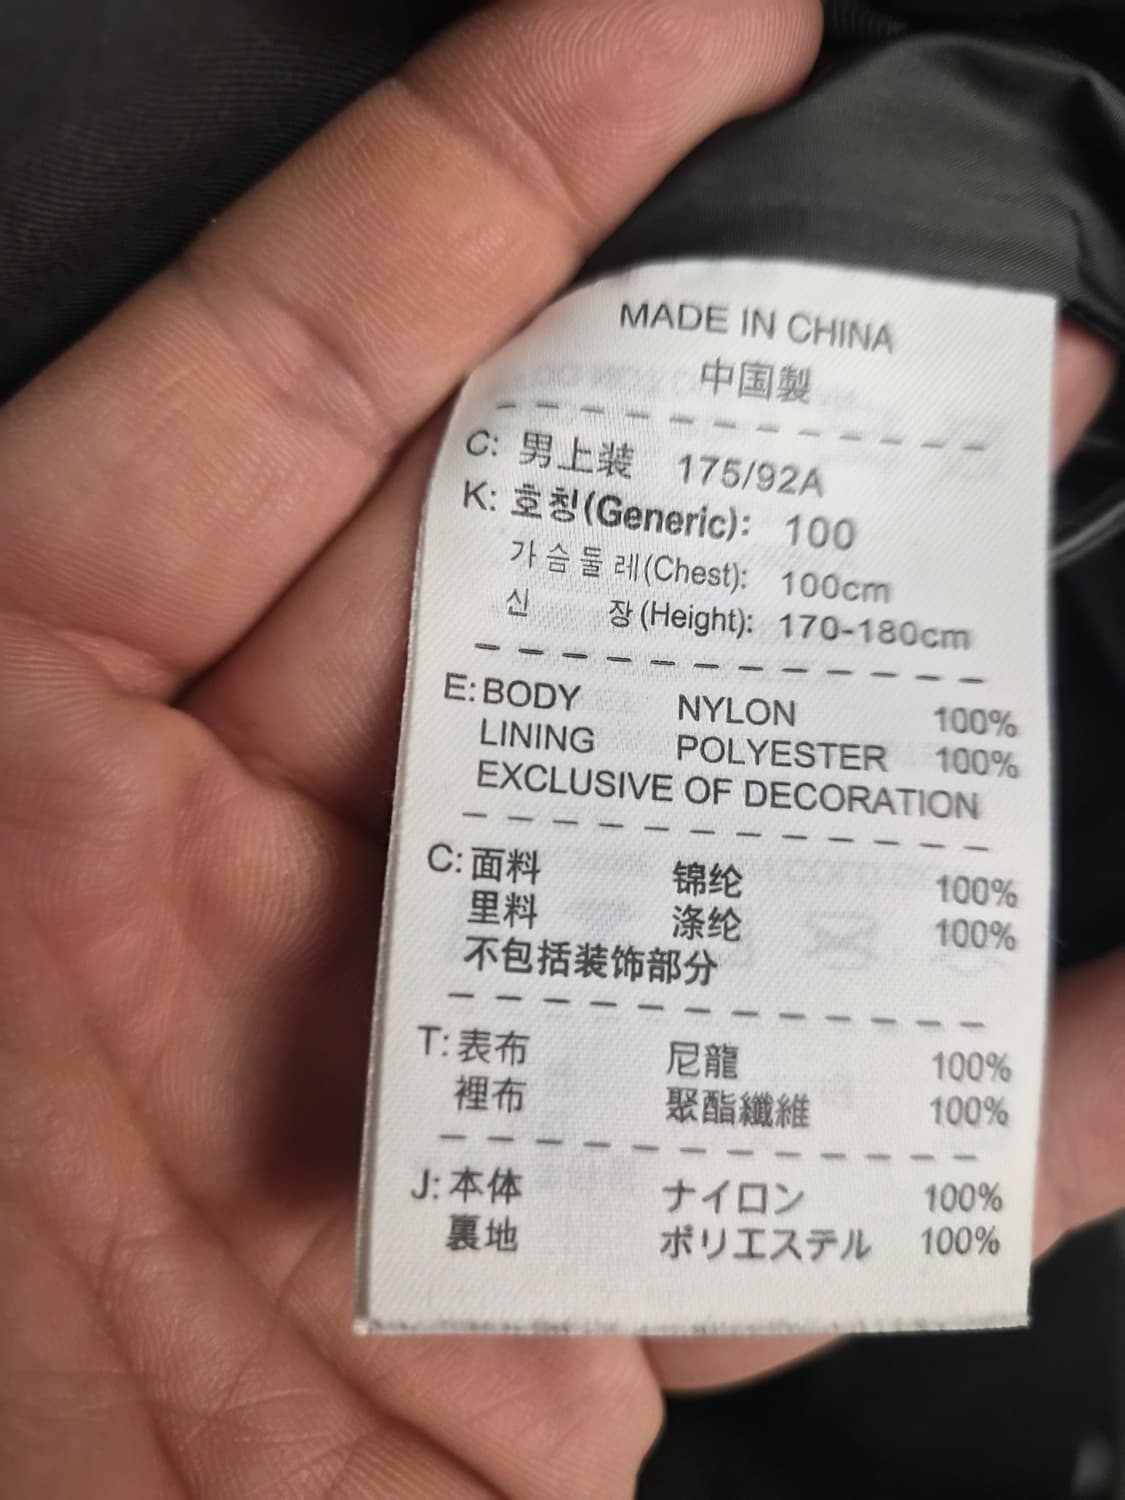 MADE IN CHINA
中国製
C: 男上装 175/92A
K: 호칭(Generic): 100
가슴둘레(Chest): 100cm
신 장(Height): 170-180cm
E: BODY NYLON 100%
LINING POLYESTER 100%
EXCLUSIVE OF DECORATION
C: 面料 锦纶 100%
里料 涤纶 100%
不包括装饰部分
T: 表布 尼龍 100%
裡布 聚酯纖維 100%
J: 本体 ナイロン 100%
裏地 ポリエステル 100%